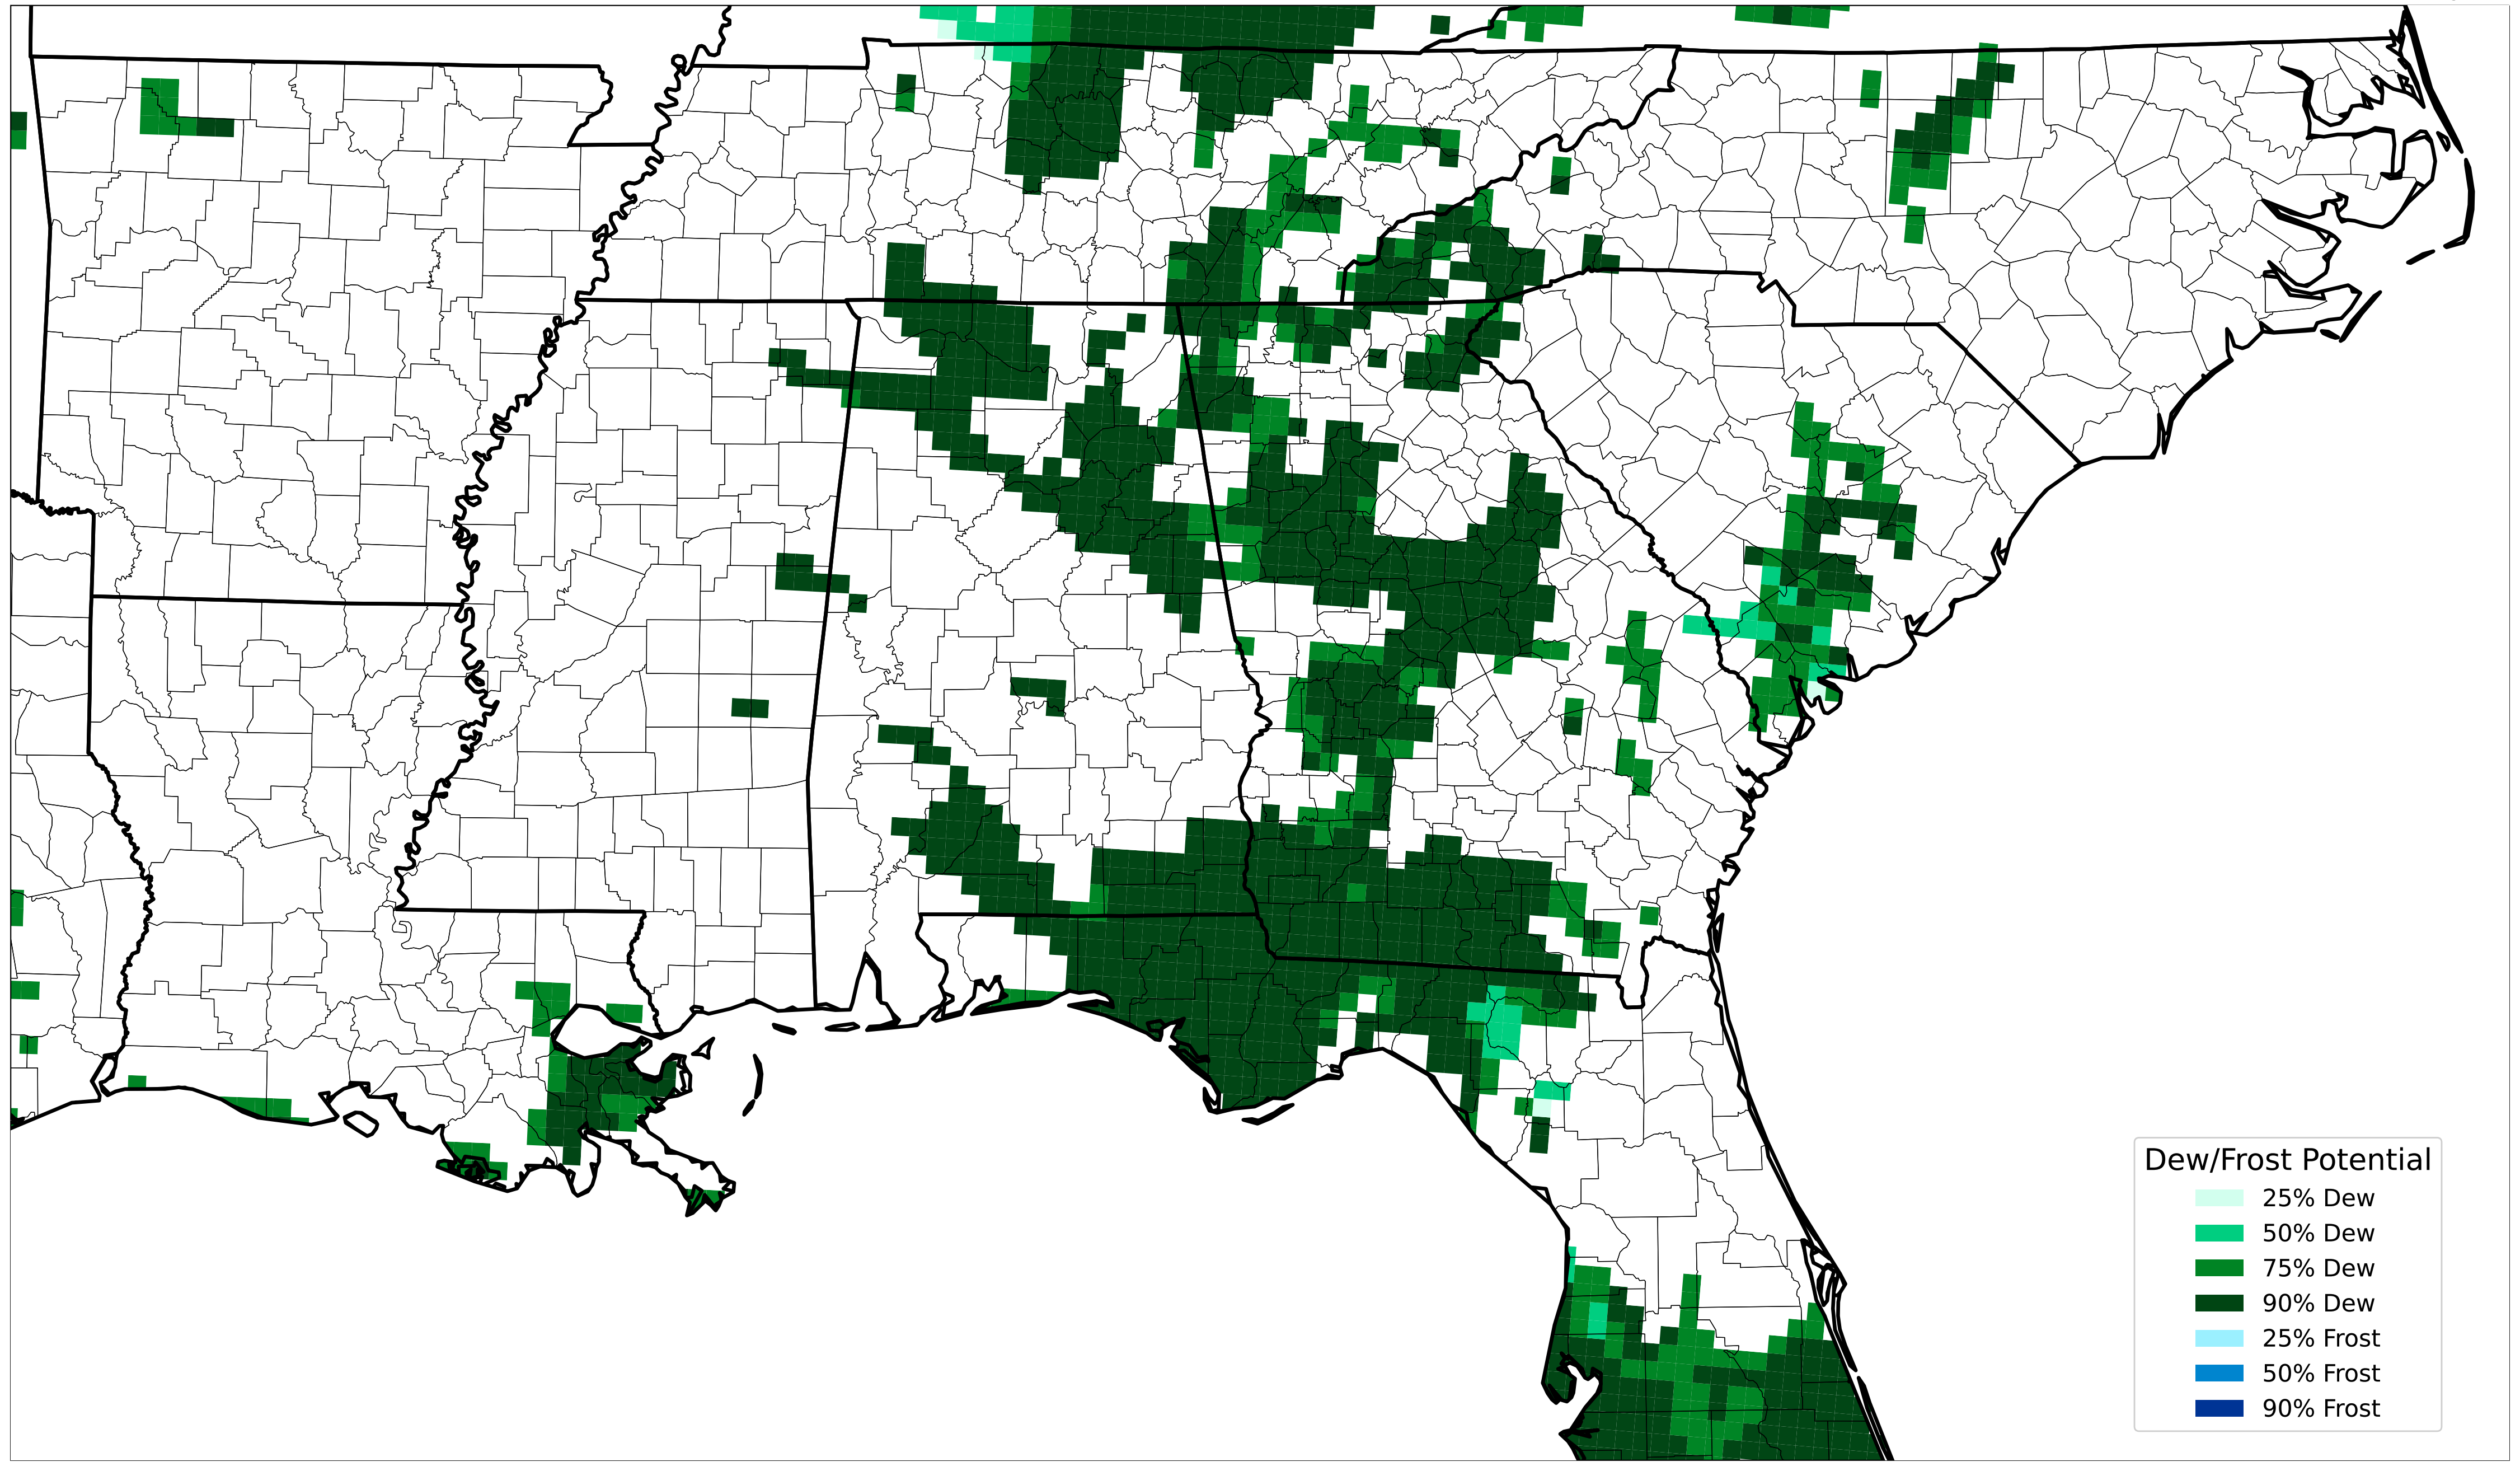 Dew/Frost Potential
25% Dew
50% Dew
75% Dew
90% Dew
25% Frost
50% Frost
90% Frost